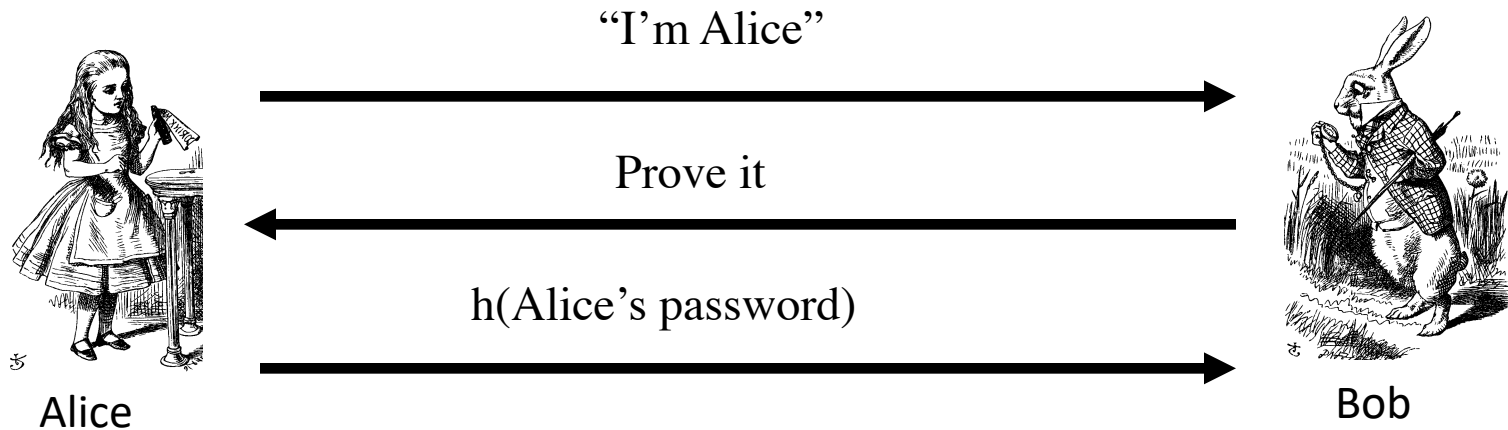 “I’m Alice”
Prove it
h(Alice’s password)
Alice
Bob